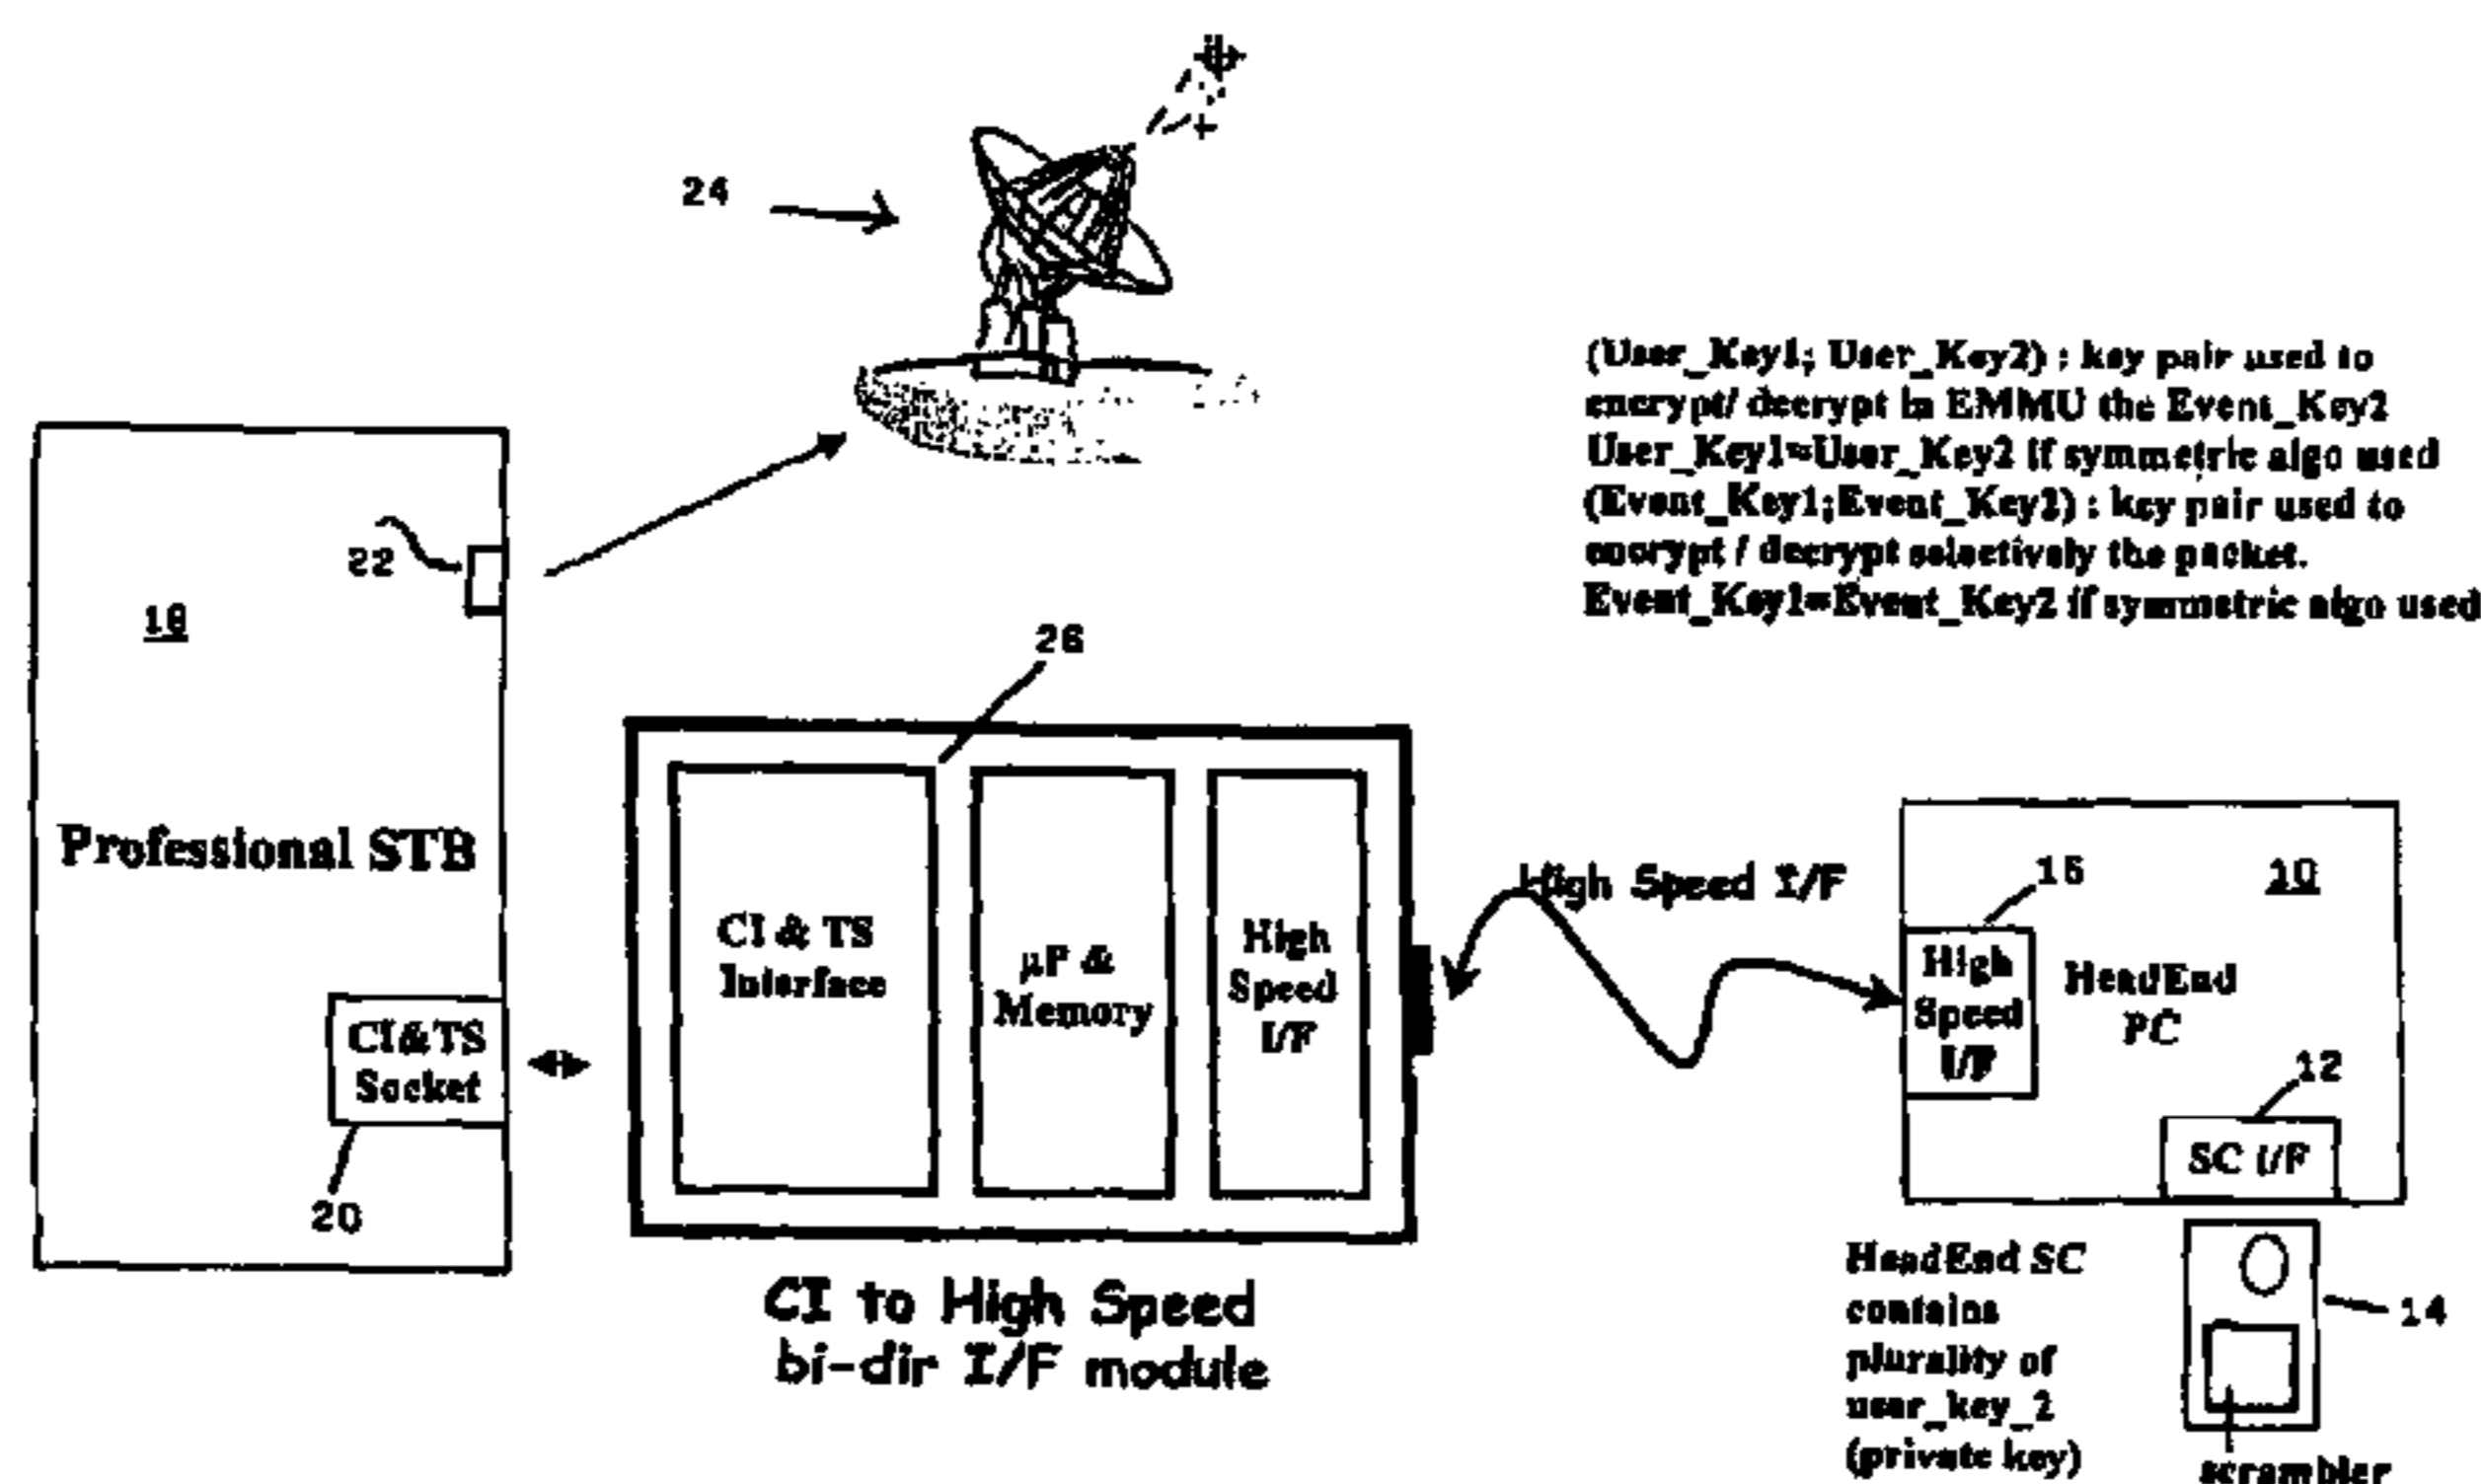 24
(User_Key1; User_Key2) : key pair used to
encrypt/ decrypt in EMMU the Event_Key2
User_Key1=User_Key2 if symmetric algo used
(Event_Key1;Event_Key2) : key pair used to
encrypt / decrypt selectively the packet.
Event_Key1=Event_Key2 if symmetric algo used
22
18
26
Professional STB
CI&TS
Socket
20
CI & TS
Interface
µP &
Memory
High
Speed
I/F
CI to High Speed
bi-dir I/F module
High Speed I/F
16
10
High
Speed
I/F
HeadEnd
PC
12
SC I/F
HeadEnd SC
contains
plurality of
user_key_2
(private key)
14
scrambler